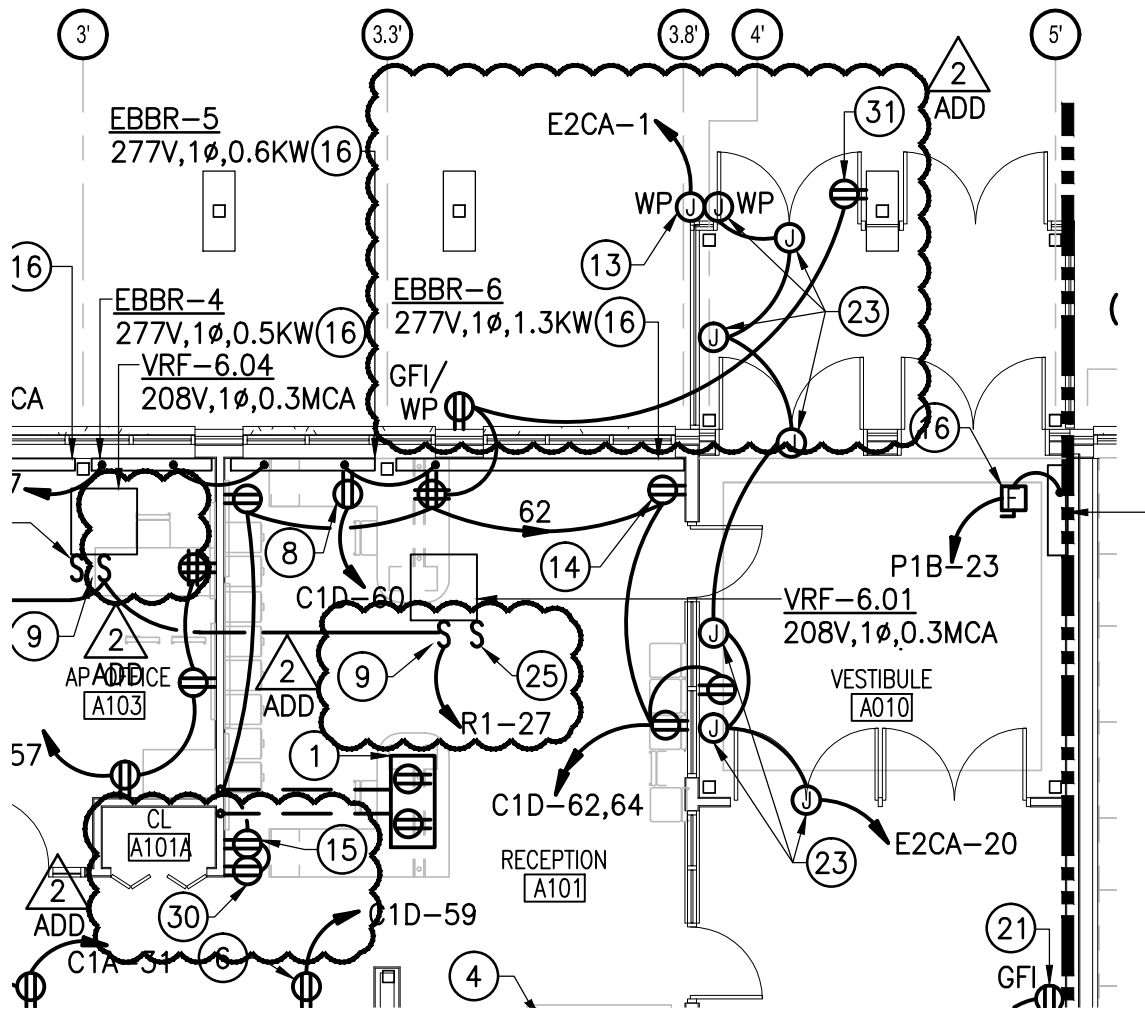 3'
3.3'
3.8'
4'
5'
2
ADD
EBBR-5
277V,1ø,0.6KW
16
E2CA-1
31
WP
J
J
WP
J
13
16
EBBR-4
277V,1ø,0.5KW
16
EBBR-6
277V,1ø,1.3KW
16
23
J
VRF-6.04
208V,1ø,0.3MCA
CA
GFI/
WP
J
16
7
F
62
8
14
P1B-23
C1D-60
S
S
VRF-6.01
208V,1ø,0.3MCA
9
2
ADD
2
ADD
S
S
J
9
25
AP OFFICE
A103
VESTIBULE
A010
R1-27
J
57
1
C1D-62,64
J
CL
A101A
15
E2CA-20
23
RECEPTION
A101
2
ADD
30
C1D-59
21
C1A-31
6
4
GFI